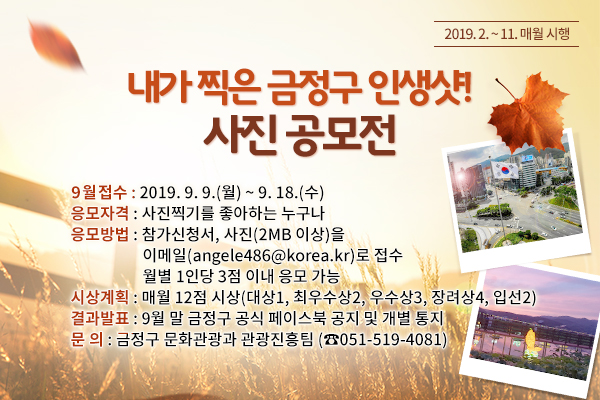 2019. 2. ~ 11. 매월 시행
내가 찍은 금정구 인생샷!
사진 공모전
9월접수 : 2019. 9. 9.(월) ~ 9. 18.(수)
응모자격 : 사진찍기를 좋아하는 누구나
응모방법 : 참가신청서, 사진(2MB 이상)을
이메일(angele486@korea.kr)로 접수
월별 1인당 3점 이내 응모 가능
시상계획 : 매월 12점 시상(대상1, 최우수상2, 우수상3, 장려상4, 입선2)
결과발표 : 9월 말 금정구 공식 페이스북 공지 및 개별 통지
문 의 : 금정구 문화관광과 관광진흥팀 (☎051-519-4081)